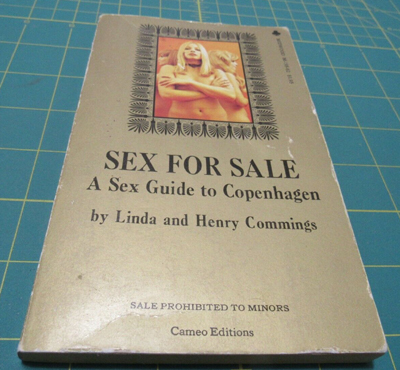 SEX FOR SALE
A Sex Guide to Copenhagen
by Linda and Henry Commings
SALE PROHIBITED TO MINORS
Cameo Editions